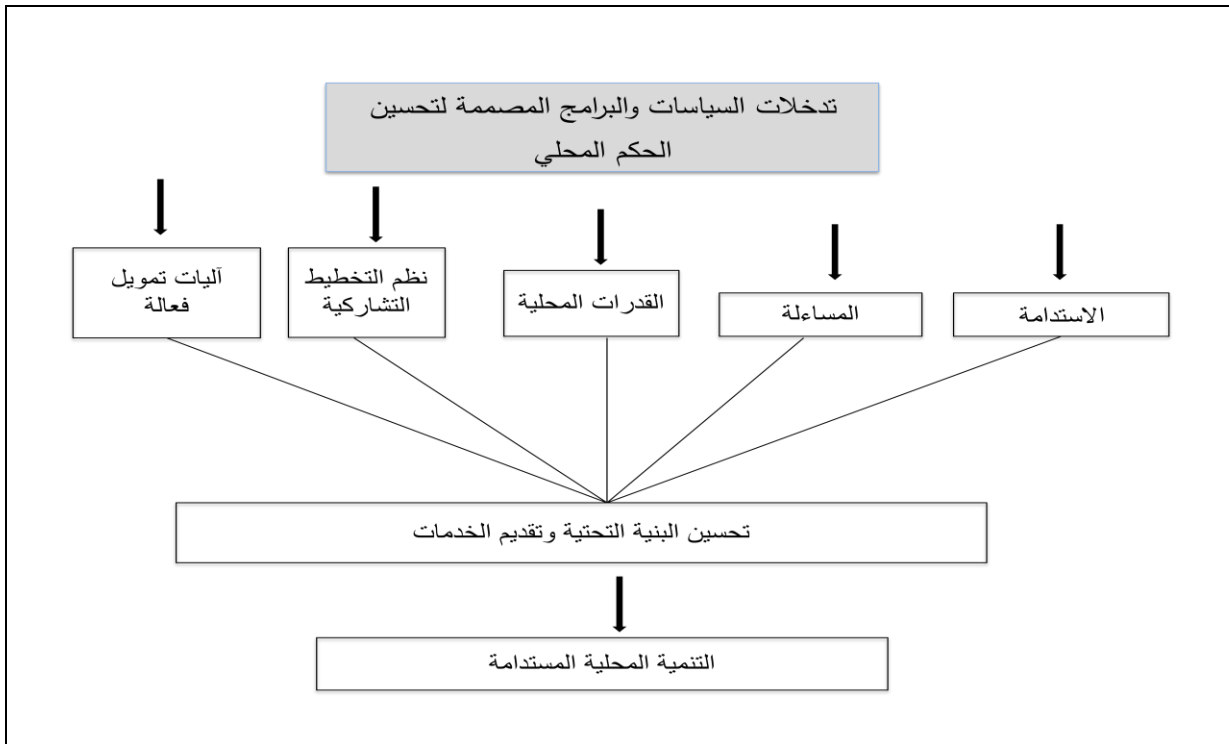 تدخلات السياسات والبرامج المصممة لتحسين
الحكم المحلي
الاستدامة
المساءلة
القدرات المحلية
نظم التخطيط
التشاركية
آليات تمويل
فعالة
تحسين البنية التحتية وتقديم الخدمات
التنمية المحلية المستدامة